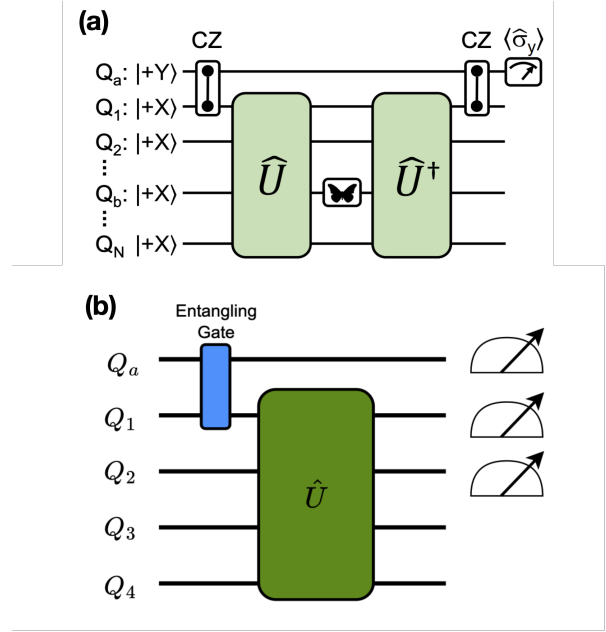 (a)
CZ CZ ⟨σ̂y⟩
Qa: |+Y⟩
Q1: |+X⟩
Q2: |+X⟩
⋮
Qb: |+X⟩
⋮
QN |+X⟩
Û Û†
(b)
Entangling
Gate
Qa
Q1
Q2
Q3
Q4
Û